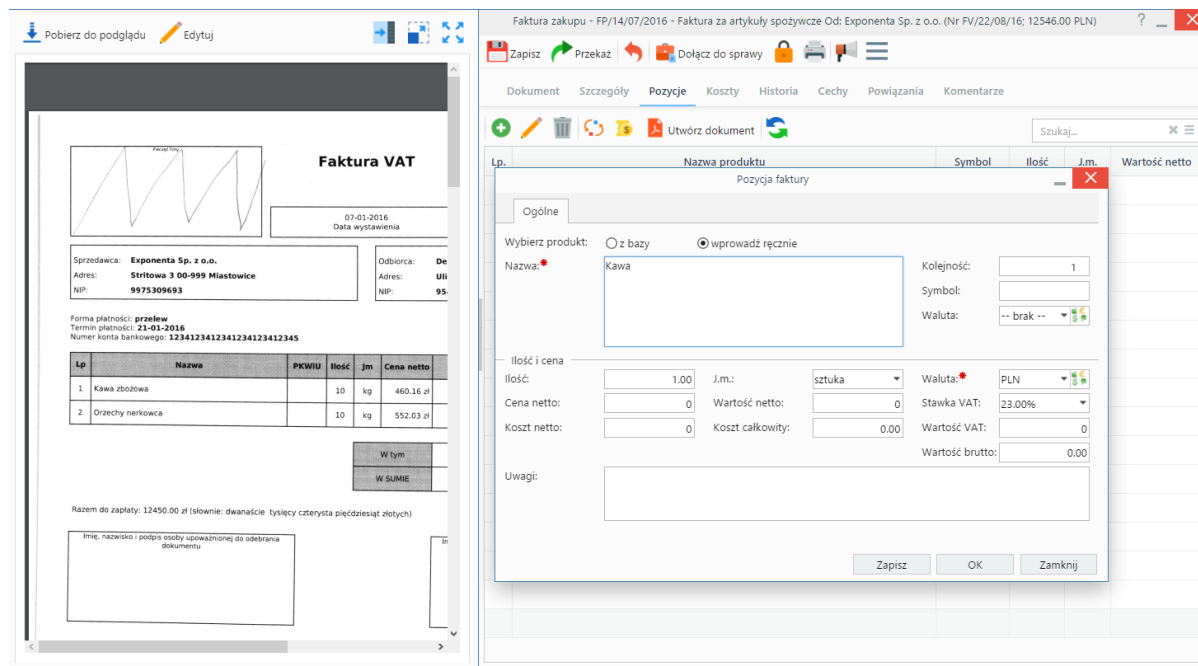 Pobierz do podglądu Edytuj
Pieczęć firmy
Faktura VAT
07-01-2016
Data wystawienia
Sprzedawca: Exponenta Sp. z o.o.
Adres: Stritowa 3 00-999 Miastowice
NIP: 9975309693
Odbiorca: De
Adres: Uli
NIP: 95-
Forma płatności: przelew
Termin płatności: 21-01-2016
Numer konta bankowego: 12341234123412341234123412345
Lp Nazwa PKWiU Ilość Jm Cena netto
1 Kawa zbożowa 10 kg 460.16 zł
2 Orzechy nerkowca 10 kg 552.03 zł
W tym
W SUMIE
Razem do zapłaty: 12450.00 zł (słownie: dwanaście tysięcy czterysta pięćdziesiąt złotych)
Imię, nazwisko i podpis osoby upoważnionej do odebrania
dokumentu
Faktura zakupu - FP/14/07/2016 - Faktura za artykuły spożywcze Od: Exponenta Sp. z o.o. (Nr FV/22/08/16; 12546.00 PLN)
Zapisz Przekaż Dołącz do sprawy
Dokument Szczegóły Pozycje Koszty Historia Cechy Powiązania Komentarze
Utwórz dokument Szukaj...
Lp. Nazwa produktu Symbol Ilość J.m. Wartość netto
Pozycja faktury
Ogólne
Wybierz produkt: z bazy wprowadź ręcznie
Nazwa:* Kawa
Kolejność: 1
Symbol:
Waluta: -- brak --
Ilość i cena
Ilość: 1.00 J.m.: sztuka Waluta:* PLN
Cena netto: 0 Wartość netto: 0 Stawka VAT: 23.00%
Koszt netto: 0 Koszt całkowity: 0.00 Wartość VAT: 0
Wartość brutto: 0.00
Uwagi:
Zapisz OK Zamknij